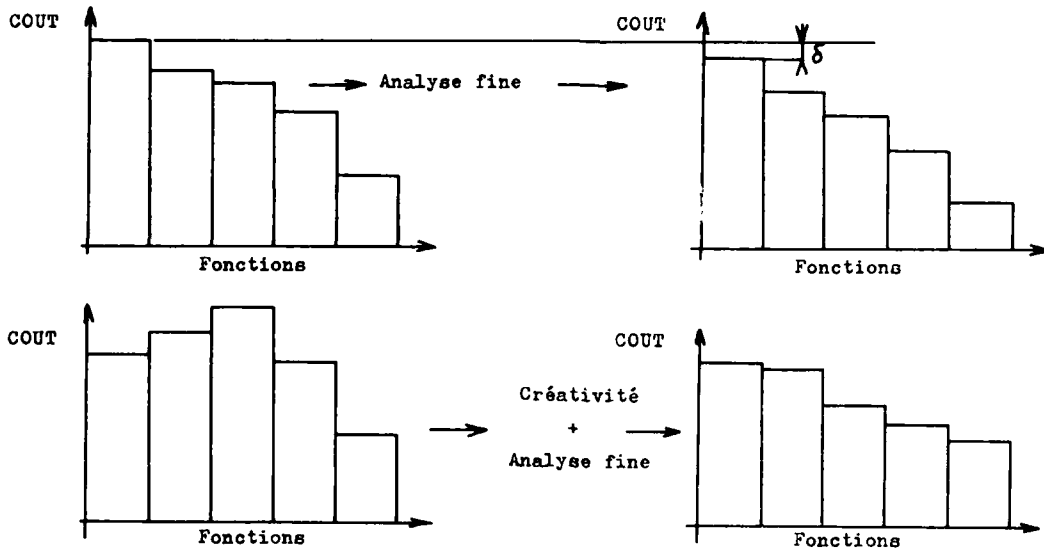 COUT
COUT
δ
Analyse fine
Fonctions
Fonctions
COUT
COUT
Créativité
+
Analyse fine
Fonctions
Fonctions